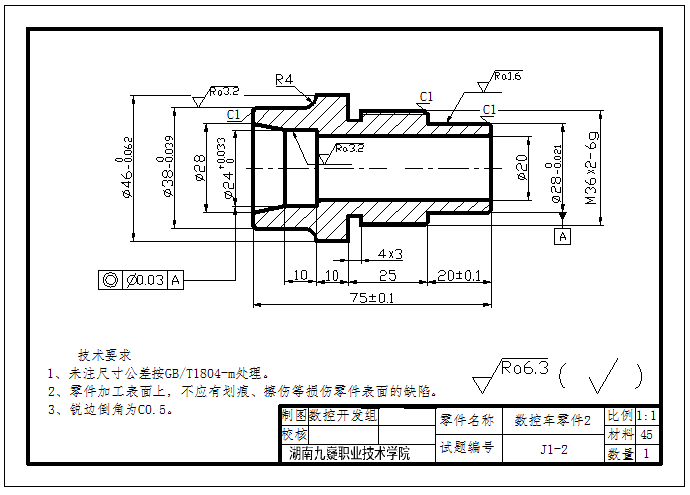 R4
Ra3.2
Ra1.6
C1
C1
C1
Ra3.2
ø46 0 -0.062
ø38 0 -0.039
ø28
ø24 +0.033 0
ø20
ø28 0 -0.021
M36x2-6g
A
4x3
◎ ø0.03 A
10
10
25
20±0.1
75±0.1
技术要求
1、未注尺寸公差按GB/T1804-m处理。
2、零件加工表面上，不应有划痕、擦伤等损伤零件表面的缺陷。
3、锐边倒角为C0.5。
Ra6.3 ( )
制图 数控开发组 零件名称 数控车零件2 比例 1:1
校核 材料 45
湖南九嶷职业技术学院 试题编号 J1-2 数量 1